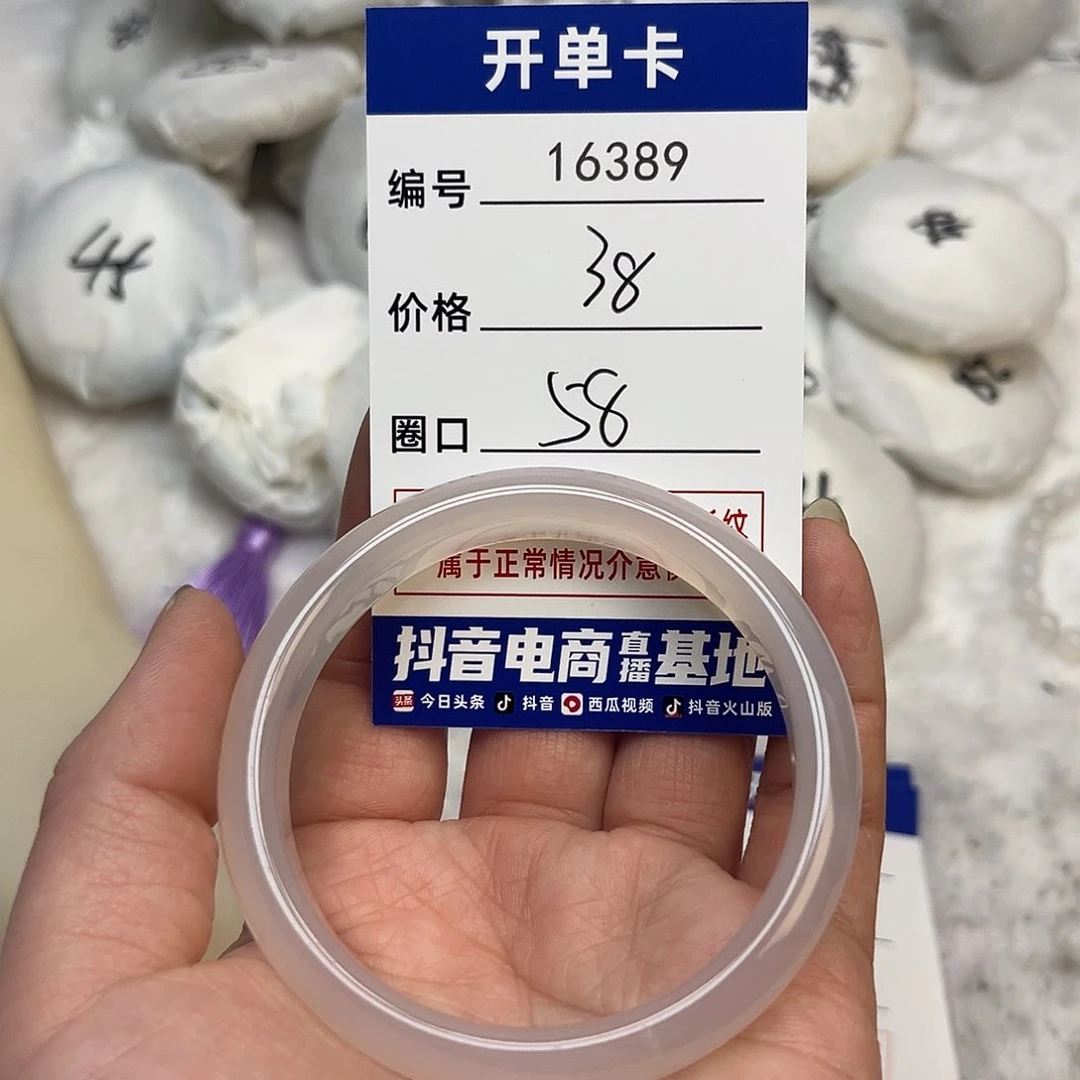 开单卡
编号 16389
价格 38
圈口 58
纹
属于正常情况介意
抖音电商直播基地
今日头条 抖音 西瓜视频 抖音火山版